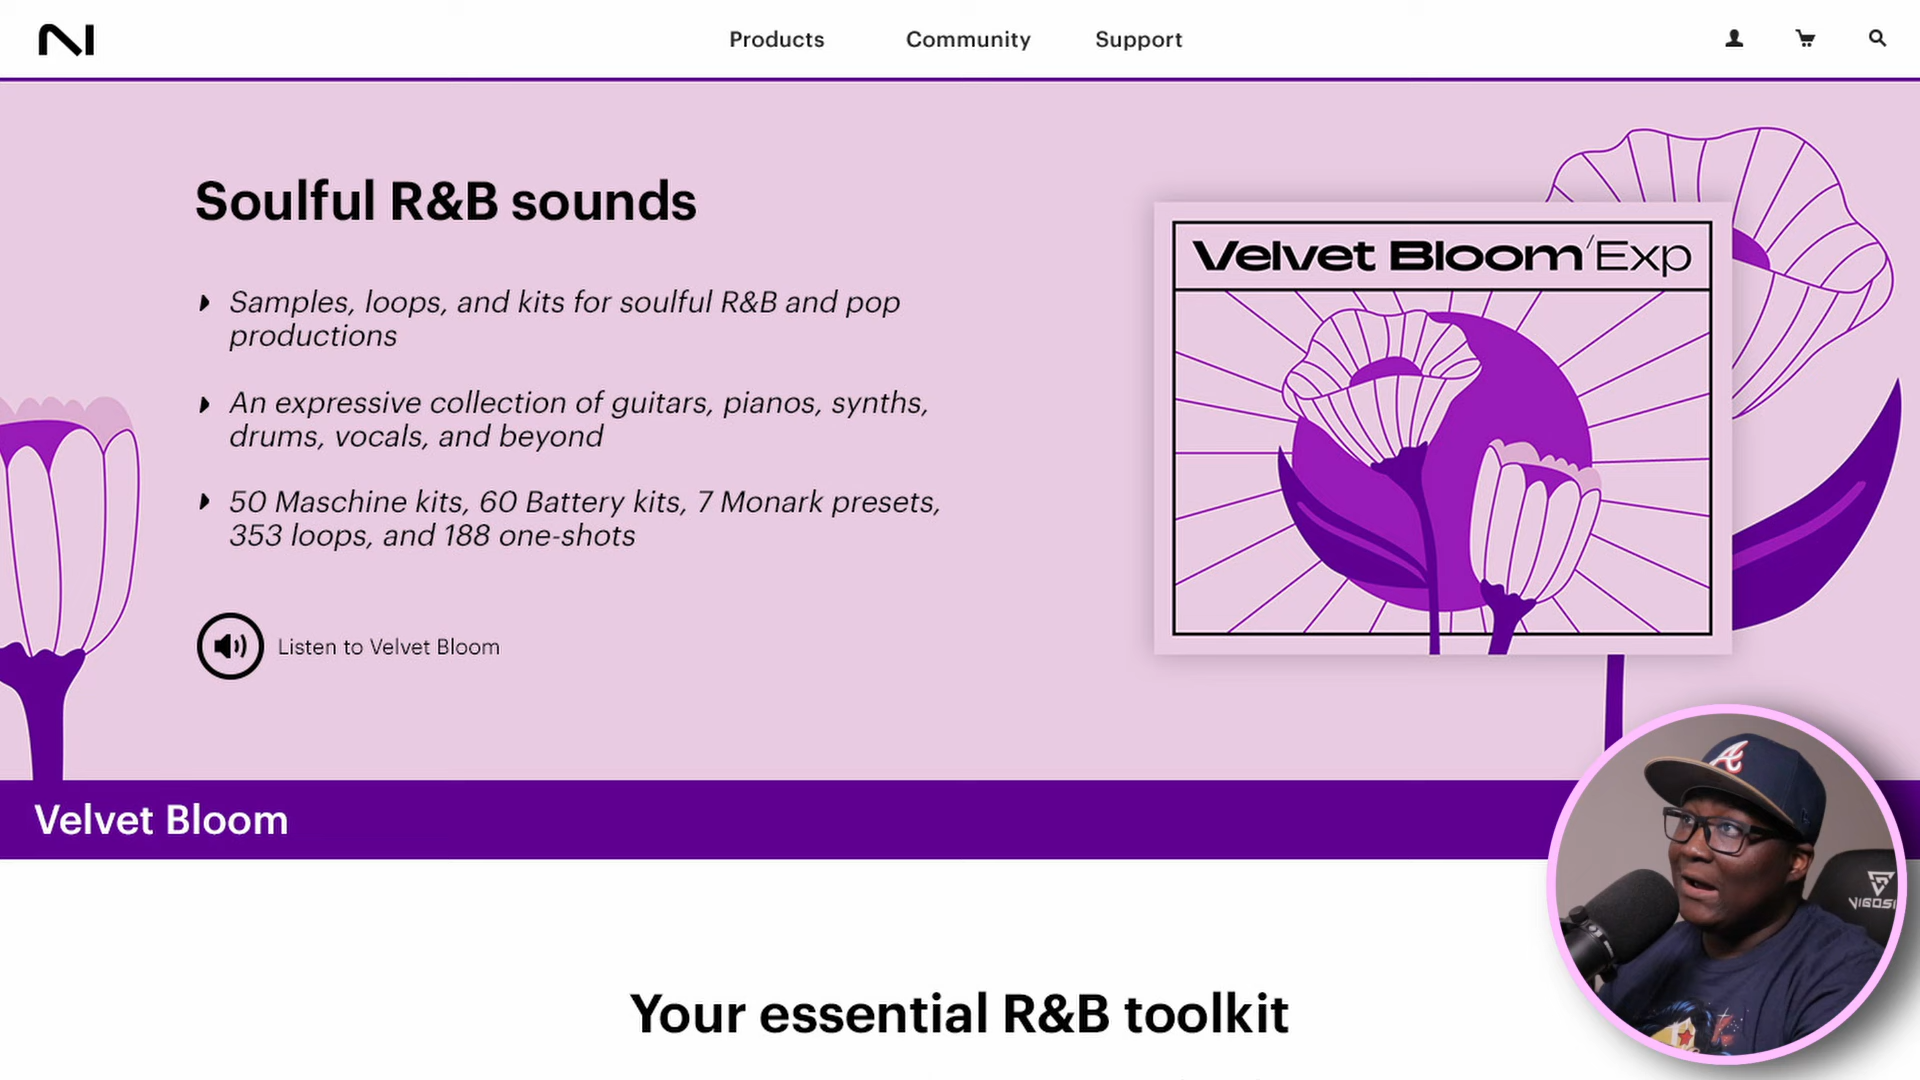 Products Community Support
Soulful R&B sounds
Samples, loops, and kits for soulful R&B and pop
productions
An expressive collection of guitars, pianos, synths,
drums, vocals, and beyond
50 Maschine kits, 60 Battery kits, 7 Monark presets,
353 loops, and 188 one-shots
Listen to Velvet Bloom
Velvet Bloom/Exp
Velvet Bloom
A
Your essential R&B toolkit